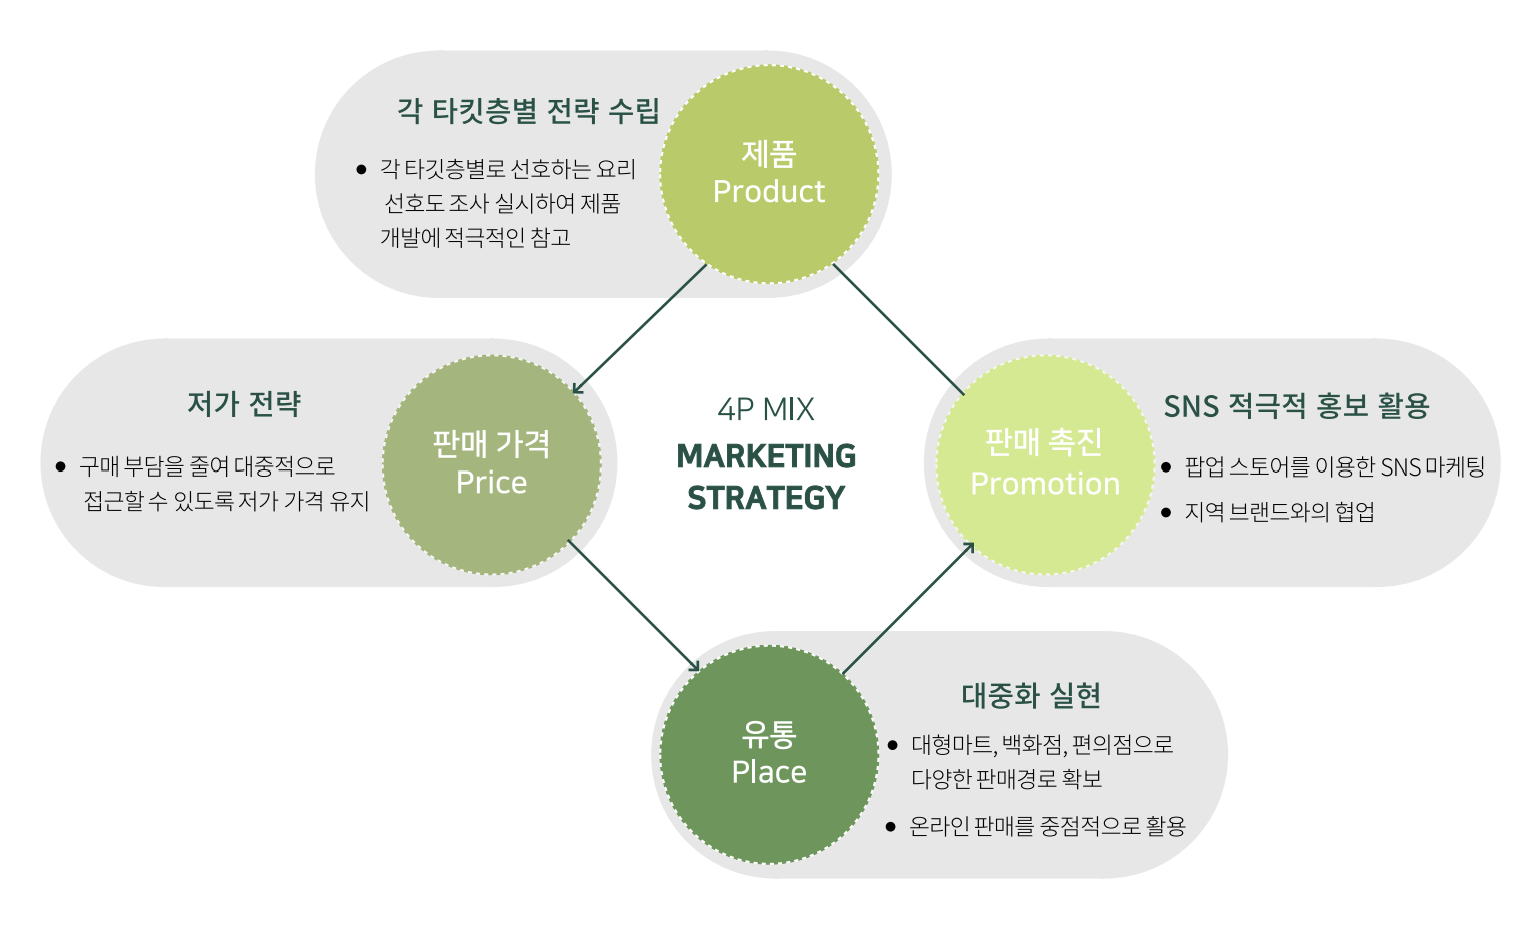 각 타킷층별 전략 수립
• 각 타깃층별로 선호하는 요리
선호도 조사 실시하여 제품
개발에 적극적인 참고
제품
Product
저가 전략
• 구매 부담을 줄여 대중적으로
접근할 수 있도록 저가 가격 유지
판매 가격
Price
4P MIX
MARKETING
STRATEGY
판매 촉진
Promotion
SNS 적극적 홍보 활용
• 팝업 스토어를 이용한 SNS 마케팅
• 지역 브랜드와의 협업
유통
Place
대중화 실현
• 대형마트, 백화점, 편의점으로
다양한 판매경로 확보
• 온라인 판매를 중점적으로 활용